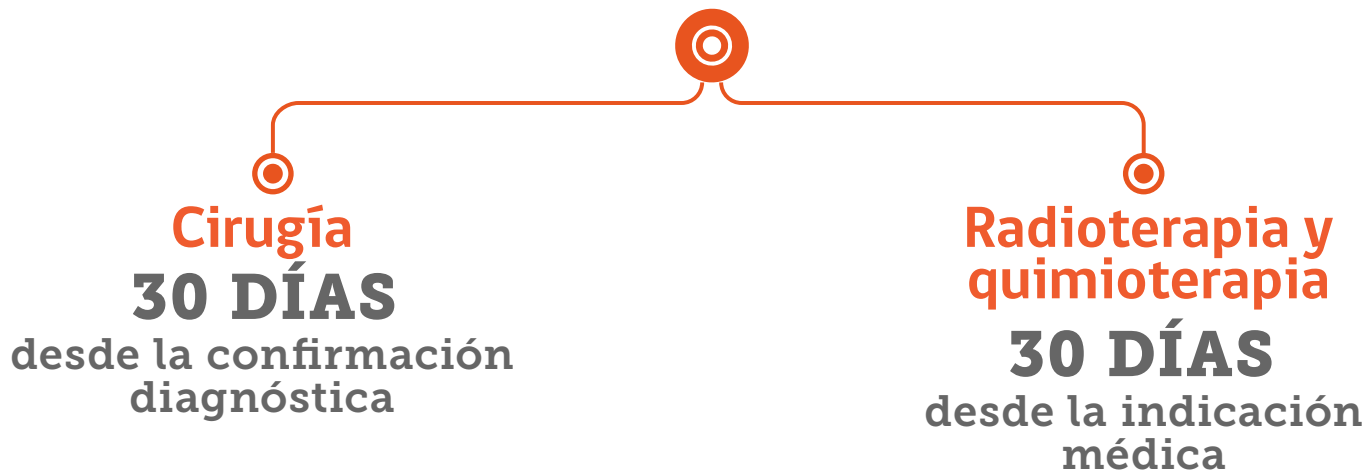 Cirugía
30 DÍAS
desde la confirmación
diagnóstica
Radioterapia y
quimioterapia
30 DÍAS
desde la indicación
médica